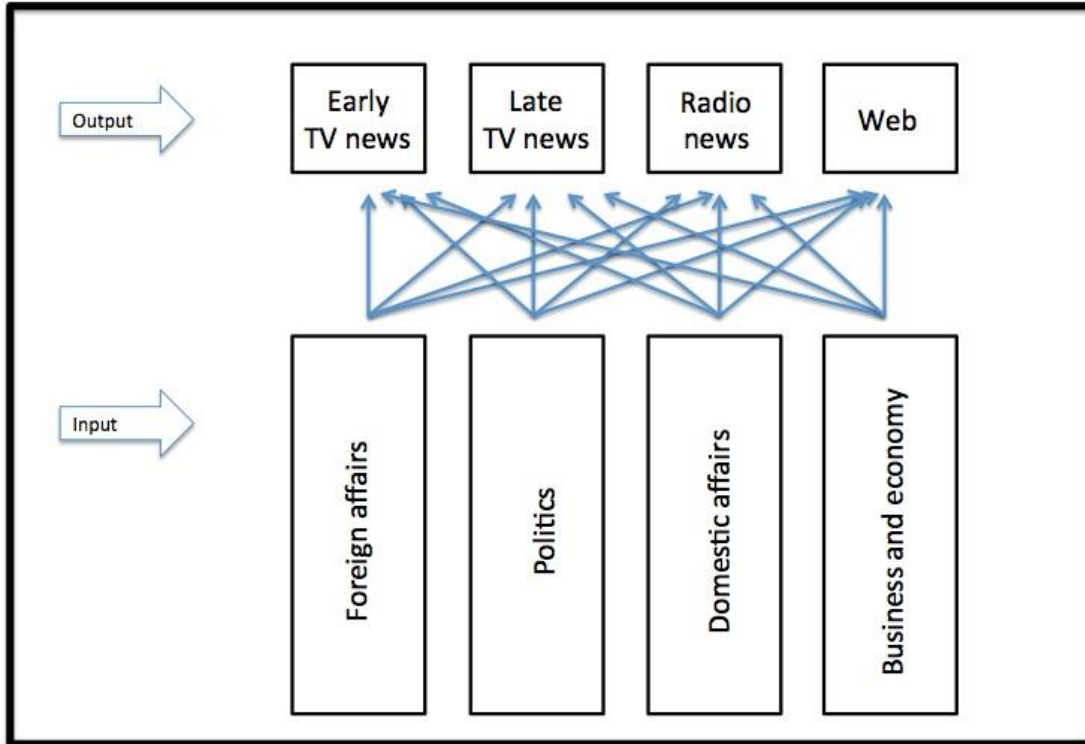 Output
Early
TV news
Late
TV news
Radio
news
Web
Input
Foreign affairs
Politics
Domestic affairs
Business and economy